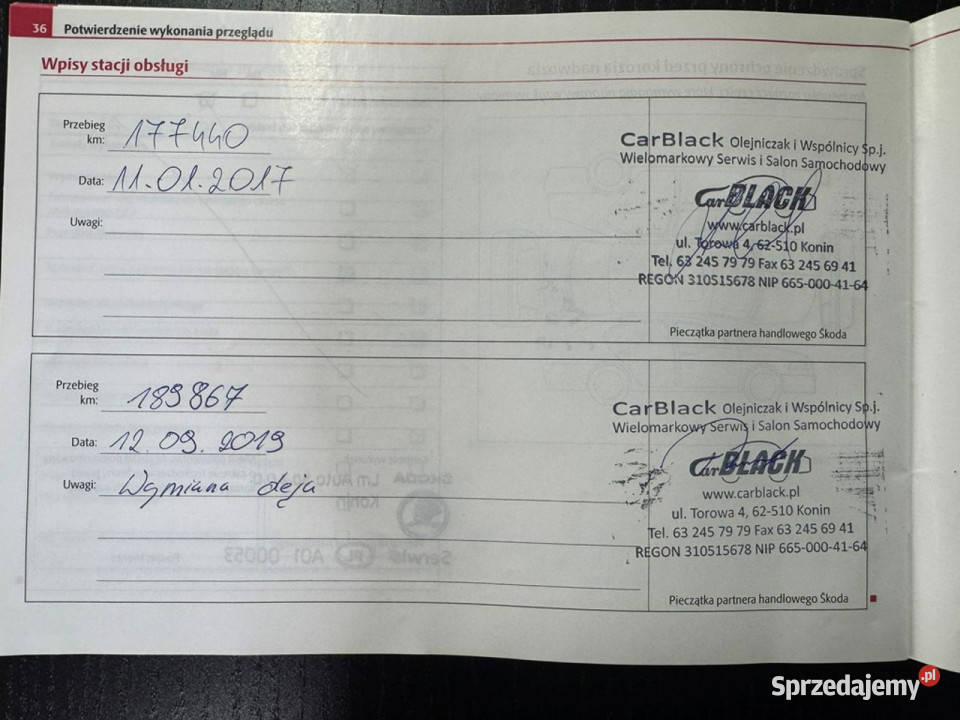 36 Potwierdzenie wykonania przeglądu
Wpisy stacji obsługi
Przebieg
km: 177440
Data: 11.01.2017
Uwagi:
CarBlack Olejniczak i Wspólnicy Sp.j.
Wielomarkowy Serwis i Salon Samochodowy
CarBLACK
www.carblack.pl
ul. Torowa 4, 62-510 Konin
Tel. 63 245 79 79 Fax 63 245 69 41
REGON 310515678 NIP 665-000-41-64
Pieczątka partnera handlowego Škoda
Przebieg
km: 189867
Data: 12.09.2019
Uwagi: Wymiana oleju
CarBlack Olejniczak i Wspólnicy Sp.j.
Wielomarkowy Serwis i Salon Samochodowy
CarBLACK
www.carblack.pl
ul. Torowa 4, 62-510 Konin
Tel. 63 245 79 79 Fax 63 245 69 41
REGON 310515678 NIP 665-000-41-64
Pieczątka partnera handlowego Škoda
Sprzedajemy.pl